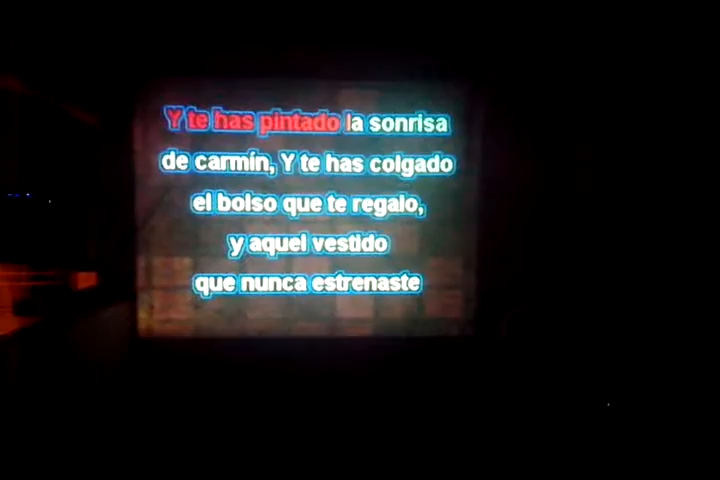 Y te has pintado la sonrisa
de carmín, Y te has colgado
el bolso que te regalo,
y aquel vestido
que nunca estrenaste